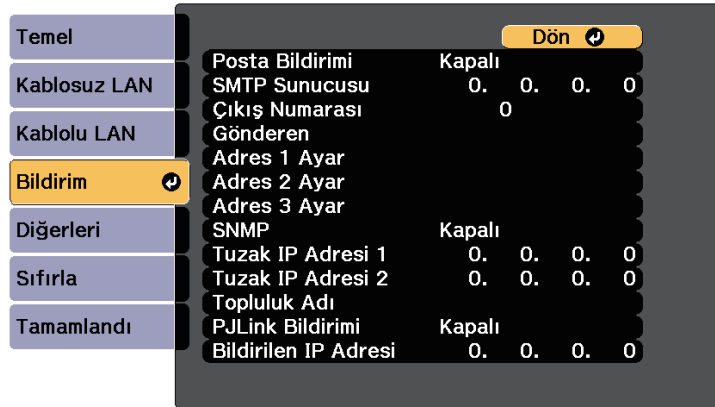 Temel
Kablosuz LAN
Kablolu LAN
Bildirim
Diğerleri
Sıfırla
Tamamlandı
Dön
Posta Bildirimi Kapalı
SMTP Sunucusu 0. 0. 0. 0
Çıkış Numarası 0
Gönderen
Adres 1 Ayar
Adres 2 Ayar
Adres 3 Ayar
SNMP Kapalı
Tuzak IP Adresi 1 0. 0. 0. 0
Tuzak IP Adresi 2 0. 0. 0. 0
Topluluk Adı
PJLink Bildirimi Kapalı
Bildirilen IP Adresi 0. 0. 0. 0